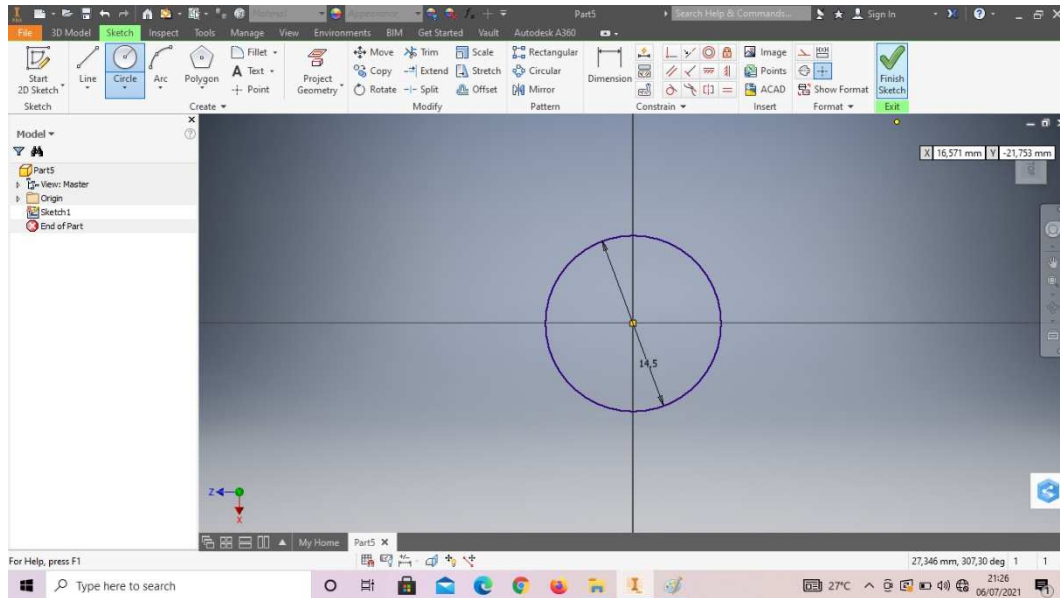 Material Appearance Part5 Search Help & Commands... Sign In
File 3D Model Sketch Inspect Tools Manage View Environments BIM Get Started Vault Autodesk A360
Start 2D Sketch
Line
Circle
Arc
Polygon
Fillet
Text
Point
Project Geometry
Move
Copy
Rotate
Trim
Extend
Split
Scale
Stretch
Offset
Rectangular
Circular
Mirror
Dimension
Image
Points
ACAD
Show Format
Finish Sketch
Sketch Create Modify Pattern Constrain Insert Format Exit
Model
Part5
View: Master
Origin
Sketch1
End of Part
X 16,571 mm Y -21,753 mm
14,5
Z
X
My Home Part5
For Help, press F1
27,346 mm, 307,30 deg 1 1
Type here to search
27°C
21:26
06/07/2021